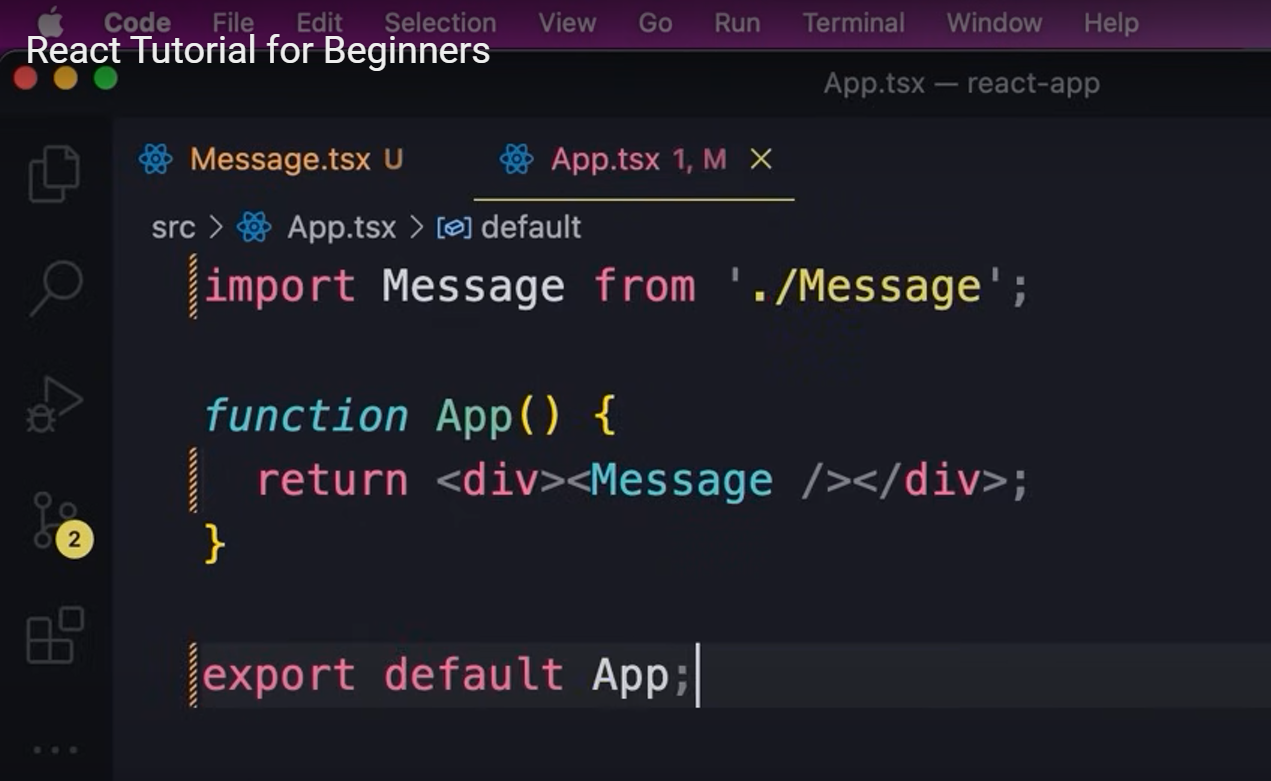 Code File Edit Selection View Go Run Terminal Window Help
React Tutorial for Beginners
App.tsx — react-app
Message.tsx U App.tsx 1, M
src > App.tsx > default
import Message from './Message';
function App() {
return <div><Message /></div>;
}
2
export default App;